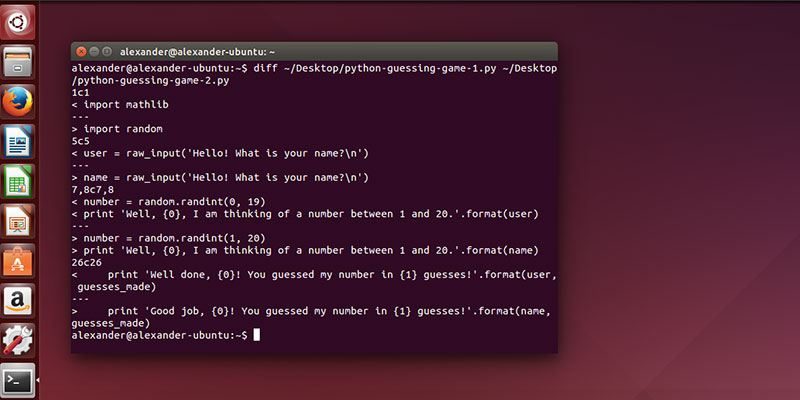 alexander@alexander-ubuntu: ~
alexander@alexander-ubuntu:~$ diff ~/Desktop/python-guessing-game-1.py ~/Desktop
/python-guessing-game-2.py
1c1
< import mathlib
---
> import random
5c5
< user = raw_input('Hello! What is your name?\n')
---
> name = raw_input('Hello! What is your name?\n')
7,8c7,8
< number = random.randint(0, 19)
< print 'Well, {0}, I am thinking of a number between 1 and 20.'.format(user)
---
> number = random.randint(1, 20)
> print 'Well, {0}, I am thinking of a number between 1 and 20.'.format(name)
26c26
<     print 'Well done, {0}! You guessed my number in {1} guesses!'.format(user,
 guesses_made)
---
>     print 'Good job, {0}! You guessed my number in {1} guesses!'.format(name,
guesses_made)
alexander@alexander-ubuntu:~$